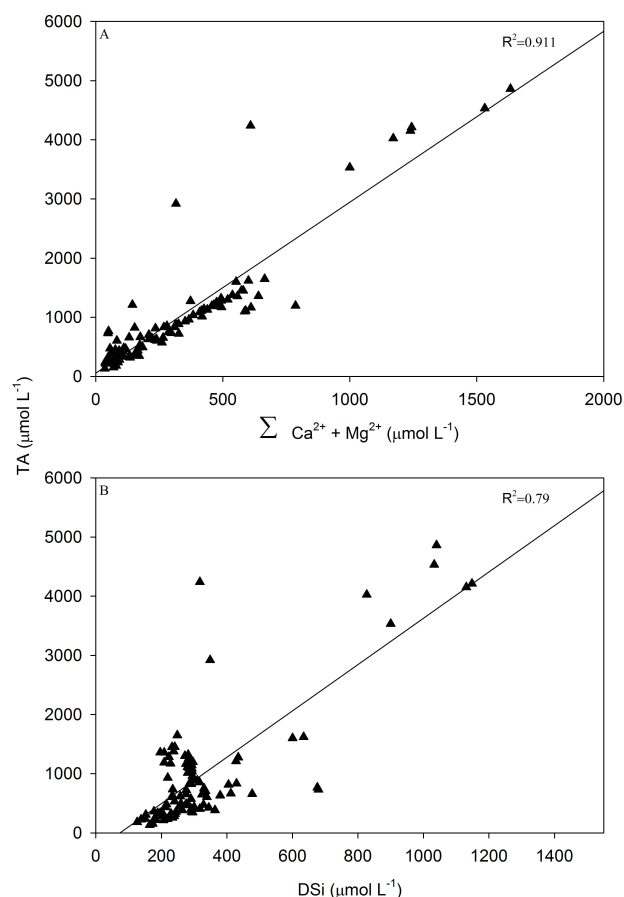 6000
A
R²=0.911
5000
4000
3000
2000
1000
0
0 500 1000 1500 2000
∑ Ca²⁺ + Mg²⁺ (μmol L⁻¹)
TA (μmol L⁻¹)
6000
B
R²=0.79
5000
4000
3000
2000
1000
0
0 200 400 600 800 1000 1200 1400
DSi (μmol L⁻¹)